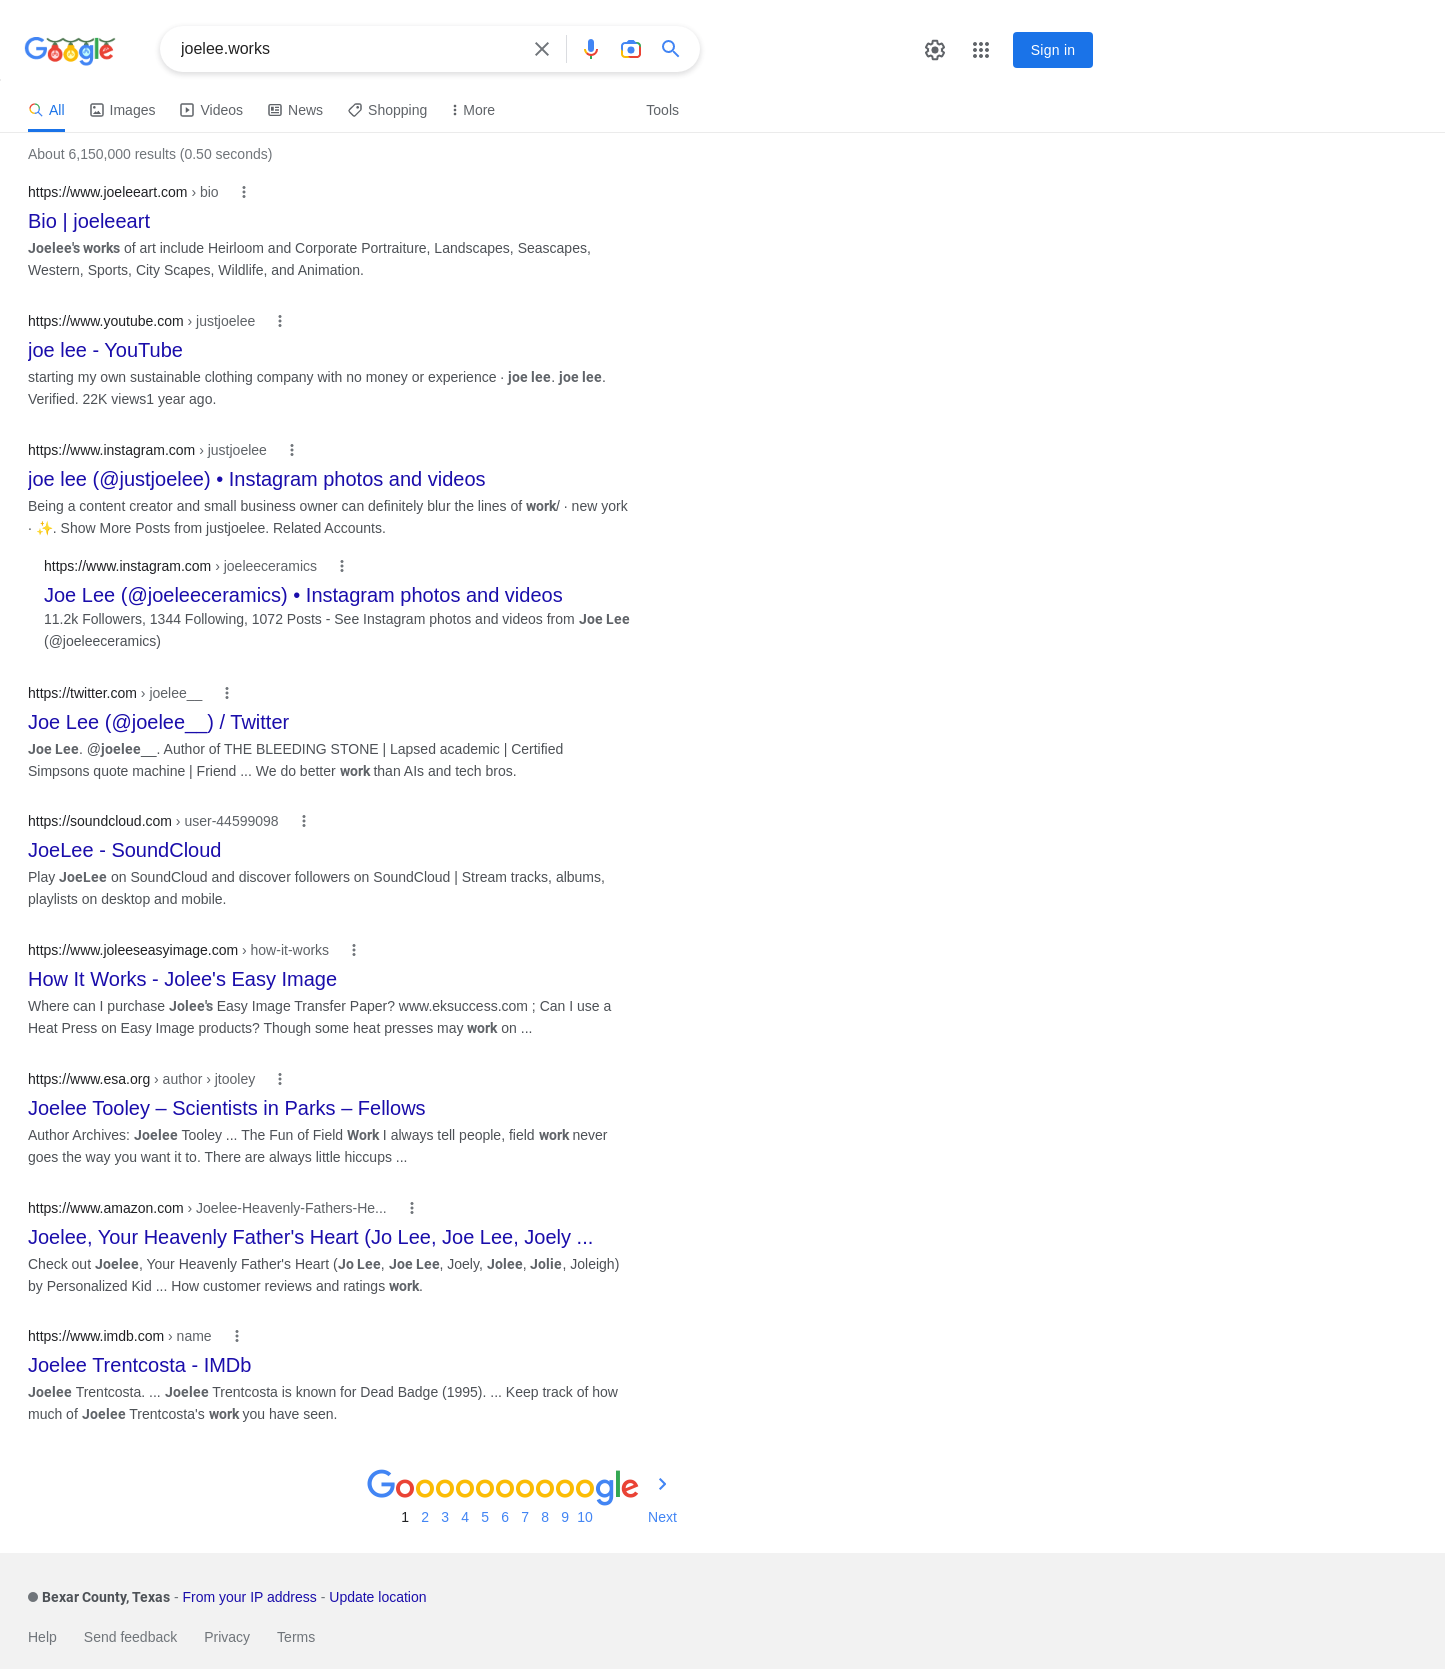 Google
joelee.works
Sign in
All Images Videos News Shopping More Tools
About 6,150,000 results (0.50 seconds)
https://www.joeleeart.com › bio
Bio | joeleeart
Joelee's works of art include Heirloom and Corporate Portraiture, Landscapes, Seascapes,
Western, Sports, City Scapes, Wildlife, and Animation.
https://www.youtube.com › justjoelee
joe lee - YouTube
starting my own sustainable clothing company with no money or experience · joe lee. joe lee.
Verified. 22K views1 year ago.
https://www.instagram.com › justjoelee
joe lee (@justjoelee) • Instagram photos and videos
Being a content creator and small business owner can definitely blur the lines of work/ · new york
· ✨. Show More Posts from justjoelee. Related Accounts.
https://www.instagram.com › joeleeceramics
Joe Lee (@joeleeceramics) • Instagram photos and videos
11.2k Followers, 1344 Following, 1072 Posts - See Instagram photos and videos from Joe Lee
(@joeleeceramics)
https://twitter.com › joelee__
Joe Lee (@joelee__) / Twitter
Joe Lee. @joelee__. Author of THE BLEEDING STONE | Lapsed academic | Certified
Simpsons quote machine | Friend ... We do better work than AIs and tech bros.
https://soundcloud.com › user-44599098
JoeLee - SoundCloud
Play JoeLee on SoundCloud and discover followers on SoundCloud | Stream tracks, albums,
playlists on desktop and mobile.
https://www.joleeseasyimage.com › how-it-works
How It Works - Jolee's Easy Image
Where can I purchase Jolee's Easy Image Transfer Paper? www.eksuccess.com ; Can I use a
Heat Press on Easy Image products? Though some heat presses may work on ...
https://www.esa.org › author › jtooley
Joelee Tooley – Scientists in Parks – Fellows
Author Archives: Joelee Tooley ... The Fun of Field Work I always tell people, field work never
goes the way you want it to. There are always little hiccups ...
https://www.amazon.com › Joelee-Heavenly-Fathers-He...
Joelee, Your Heavenly Father's Heart (Jo Lee, Joe Lee, Joely ...
Check out Joelee, Your Heavenly Father's Heart (Jo Lee, Joe Lee, Joely, Jolee, Jolie, Joleigh)
by Personalized Kid ... How customer reviews and ratings work.
https://www.imdb.com › name
Joelee Trentcosta - IMDb
Joelee Trentcosta. ... Joelee Trentcosta is known for Dead Badge (1995). ... Keep track of how
much of Joelee Trentcosta's work you have seen.
Goooooooooogle
1 2 3 4 5 6 7 8 9 10 Next
Bexar County, Texas - From your IP address - Update location
Help Send feedback Privacy Terms